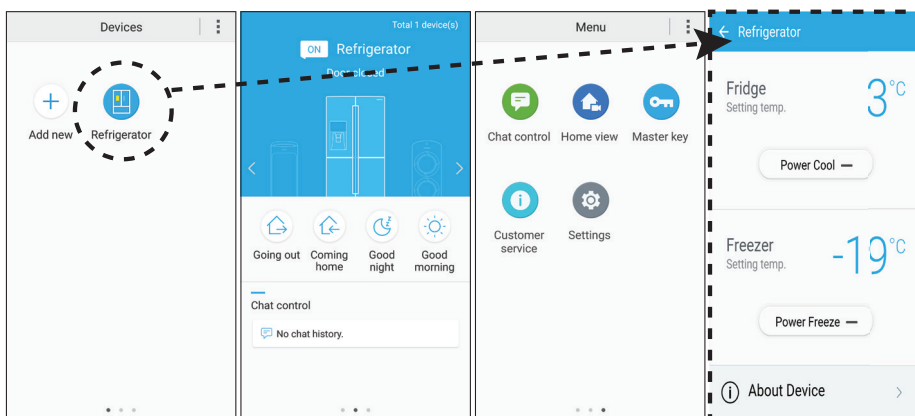 Devices
Add new
Refrigerator
Total 1 device(s)
ON Refrigerator
Door closed
Going out
Coming
home
Good
night
Good
morning
Chat control
No chat history.
Menu
Chat control
Home view
Master key
Customer
service
Settings
Refrigerator
Fridge
Setting temp.
3°C
Power Cool
Freezer
Setting temp.
-19°C
Power Freeze
About Device